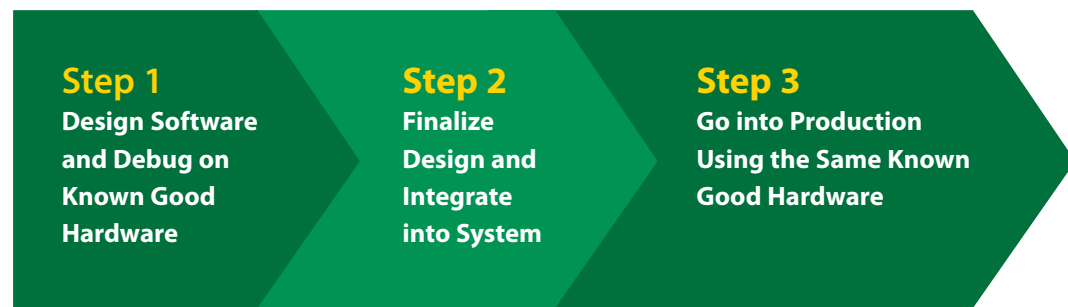 Step 1
Design Software
and Debug on
Known Good
Hardware
Step 2
Finalize
Design and
Integrate
into System
Step 3
Go into Production
Using the Same Known
Good Hardware